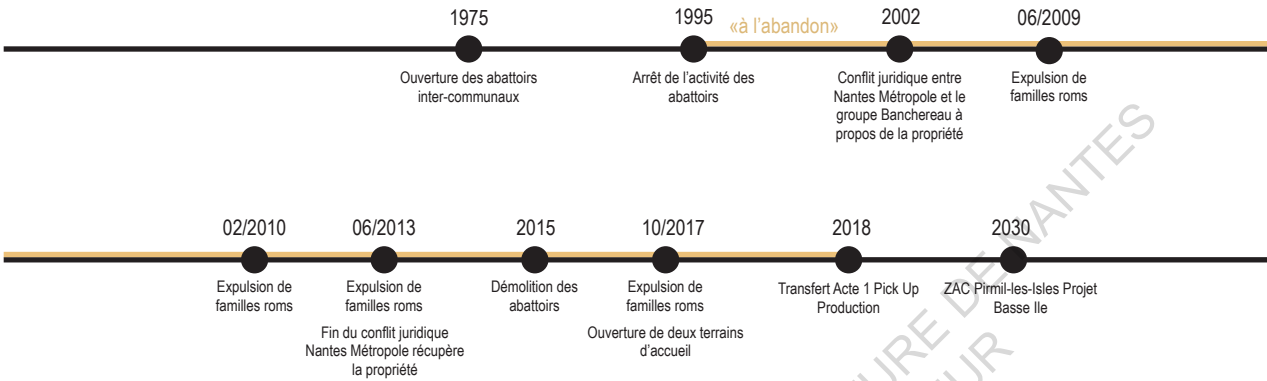 1975
1995
«à l’abandon»
2002
06/2009
Ouverture des abattoirs
inter-communaux
Arrêt de l’activité des
abattoirs
Conflit juridique entre
Nantes Métropole et le
groupe Banchereau à
propos de la propriété
Expulsion de
familles roms
02/2010
06/2013
2015
10/2017
2018
2030
Expulsion de
familles roms
Expulsion de
familles roms
Fin du conflit juridique
Nantes Métropole récupère
la propriété
Démolition des
abattoirs
Expulsion de
familles roms
Ouverture de deux terrains
d’accueil
Transfert Acte 1 Pick Up
Production
ZAC Pirmil-les-Isles Projet
Basse Ile
URE DE NANTES
UR